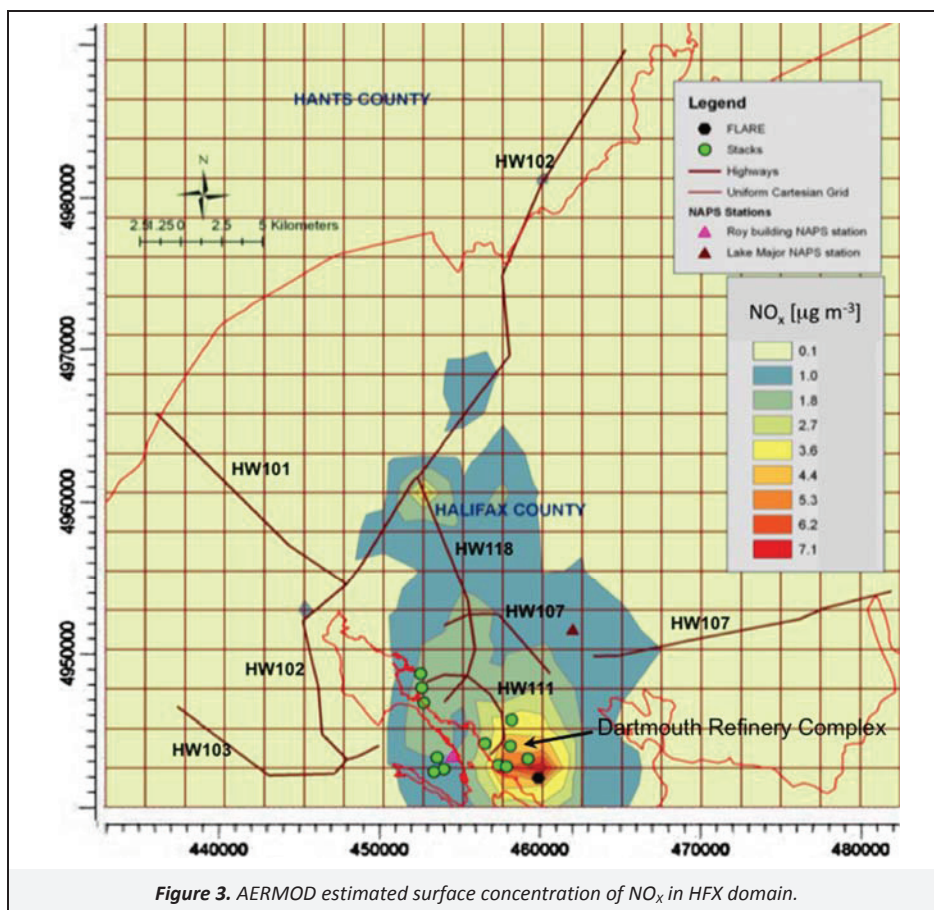 HANTS COUNTY
N
2.51.25 0 2.5 5 Kilometers
HW102
Legend
FLARE
Stacks
Highways
Uniform Cartesian Grid
NAPS Stations
Roy building NAPS station
Lake Major NAPS station
NOx [µg m-3]
0.1
1.0
1.8
2.7
3.6
4.4
5.3
6.2
7.1
4980000
4970000
4960000
4950000
HW101
HALIFAX COUNTY
HW118
HW107
HW107
HW102
HW111
HW103
Dartmouth Refinery Complex
440000
450000
460000
470000
480000
Figure 3. AERMOD estimated surface concentration of NOx in HFX domain.